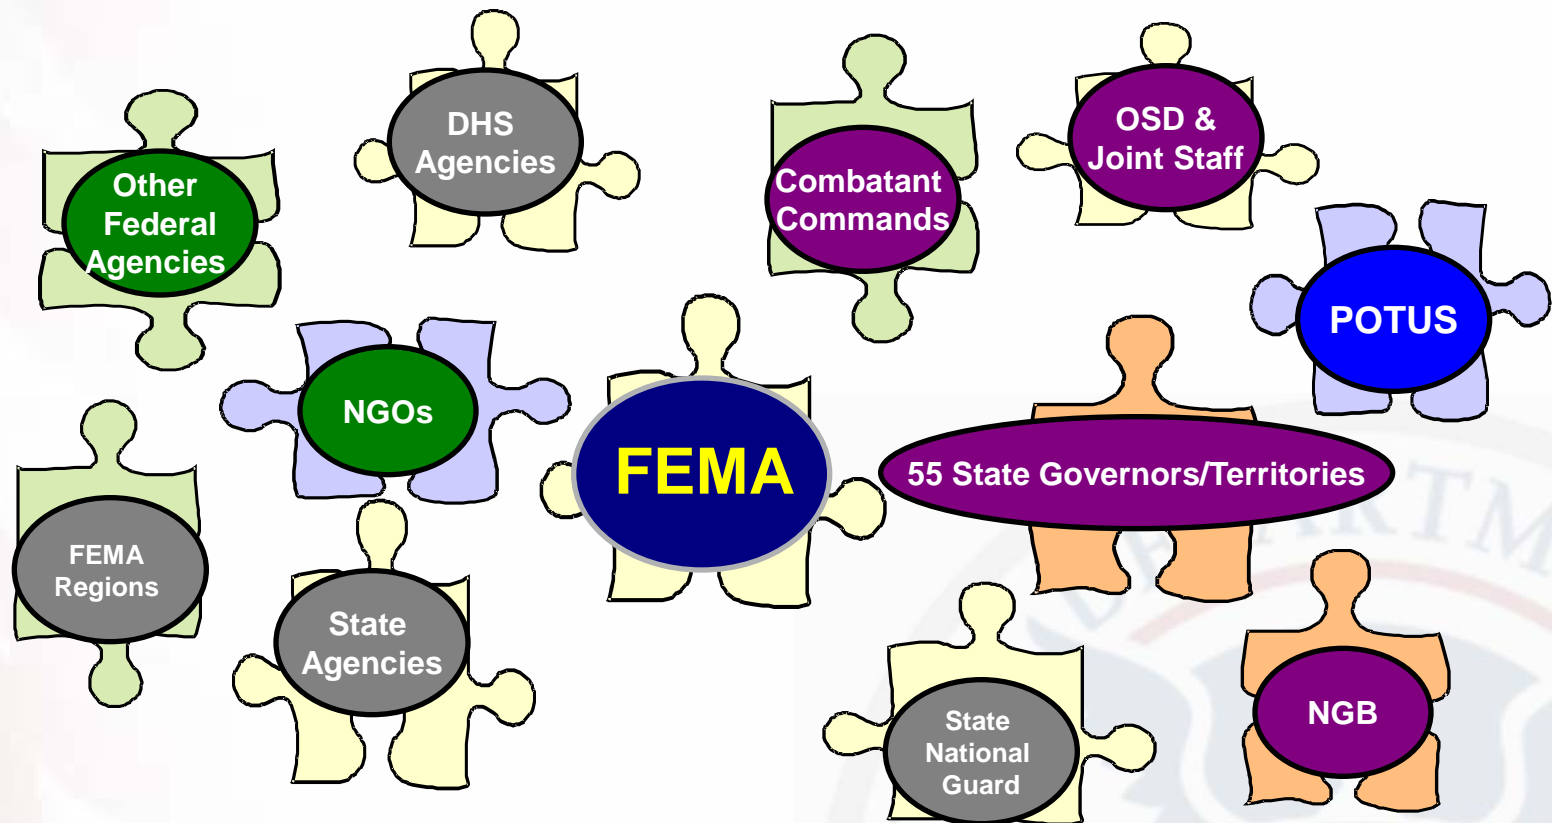 DHS
Agencies
OSD &
Joint Staff
Other
Federal
Agencies
Combatant
Commands
POTUS
NGOs
FEMA
55 State Governors/Territories
FEMA
Regions
State
Agencies
State
National
Guard
NGB